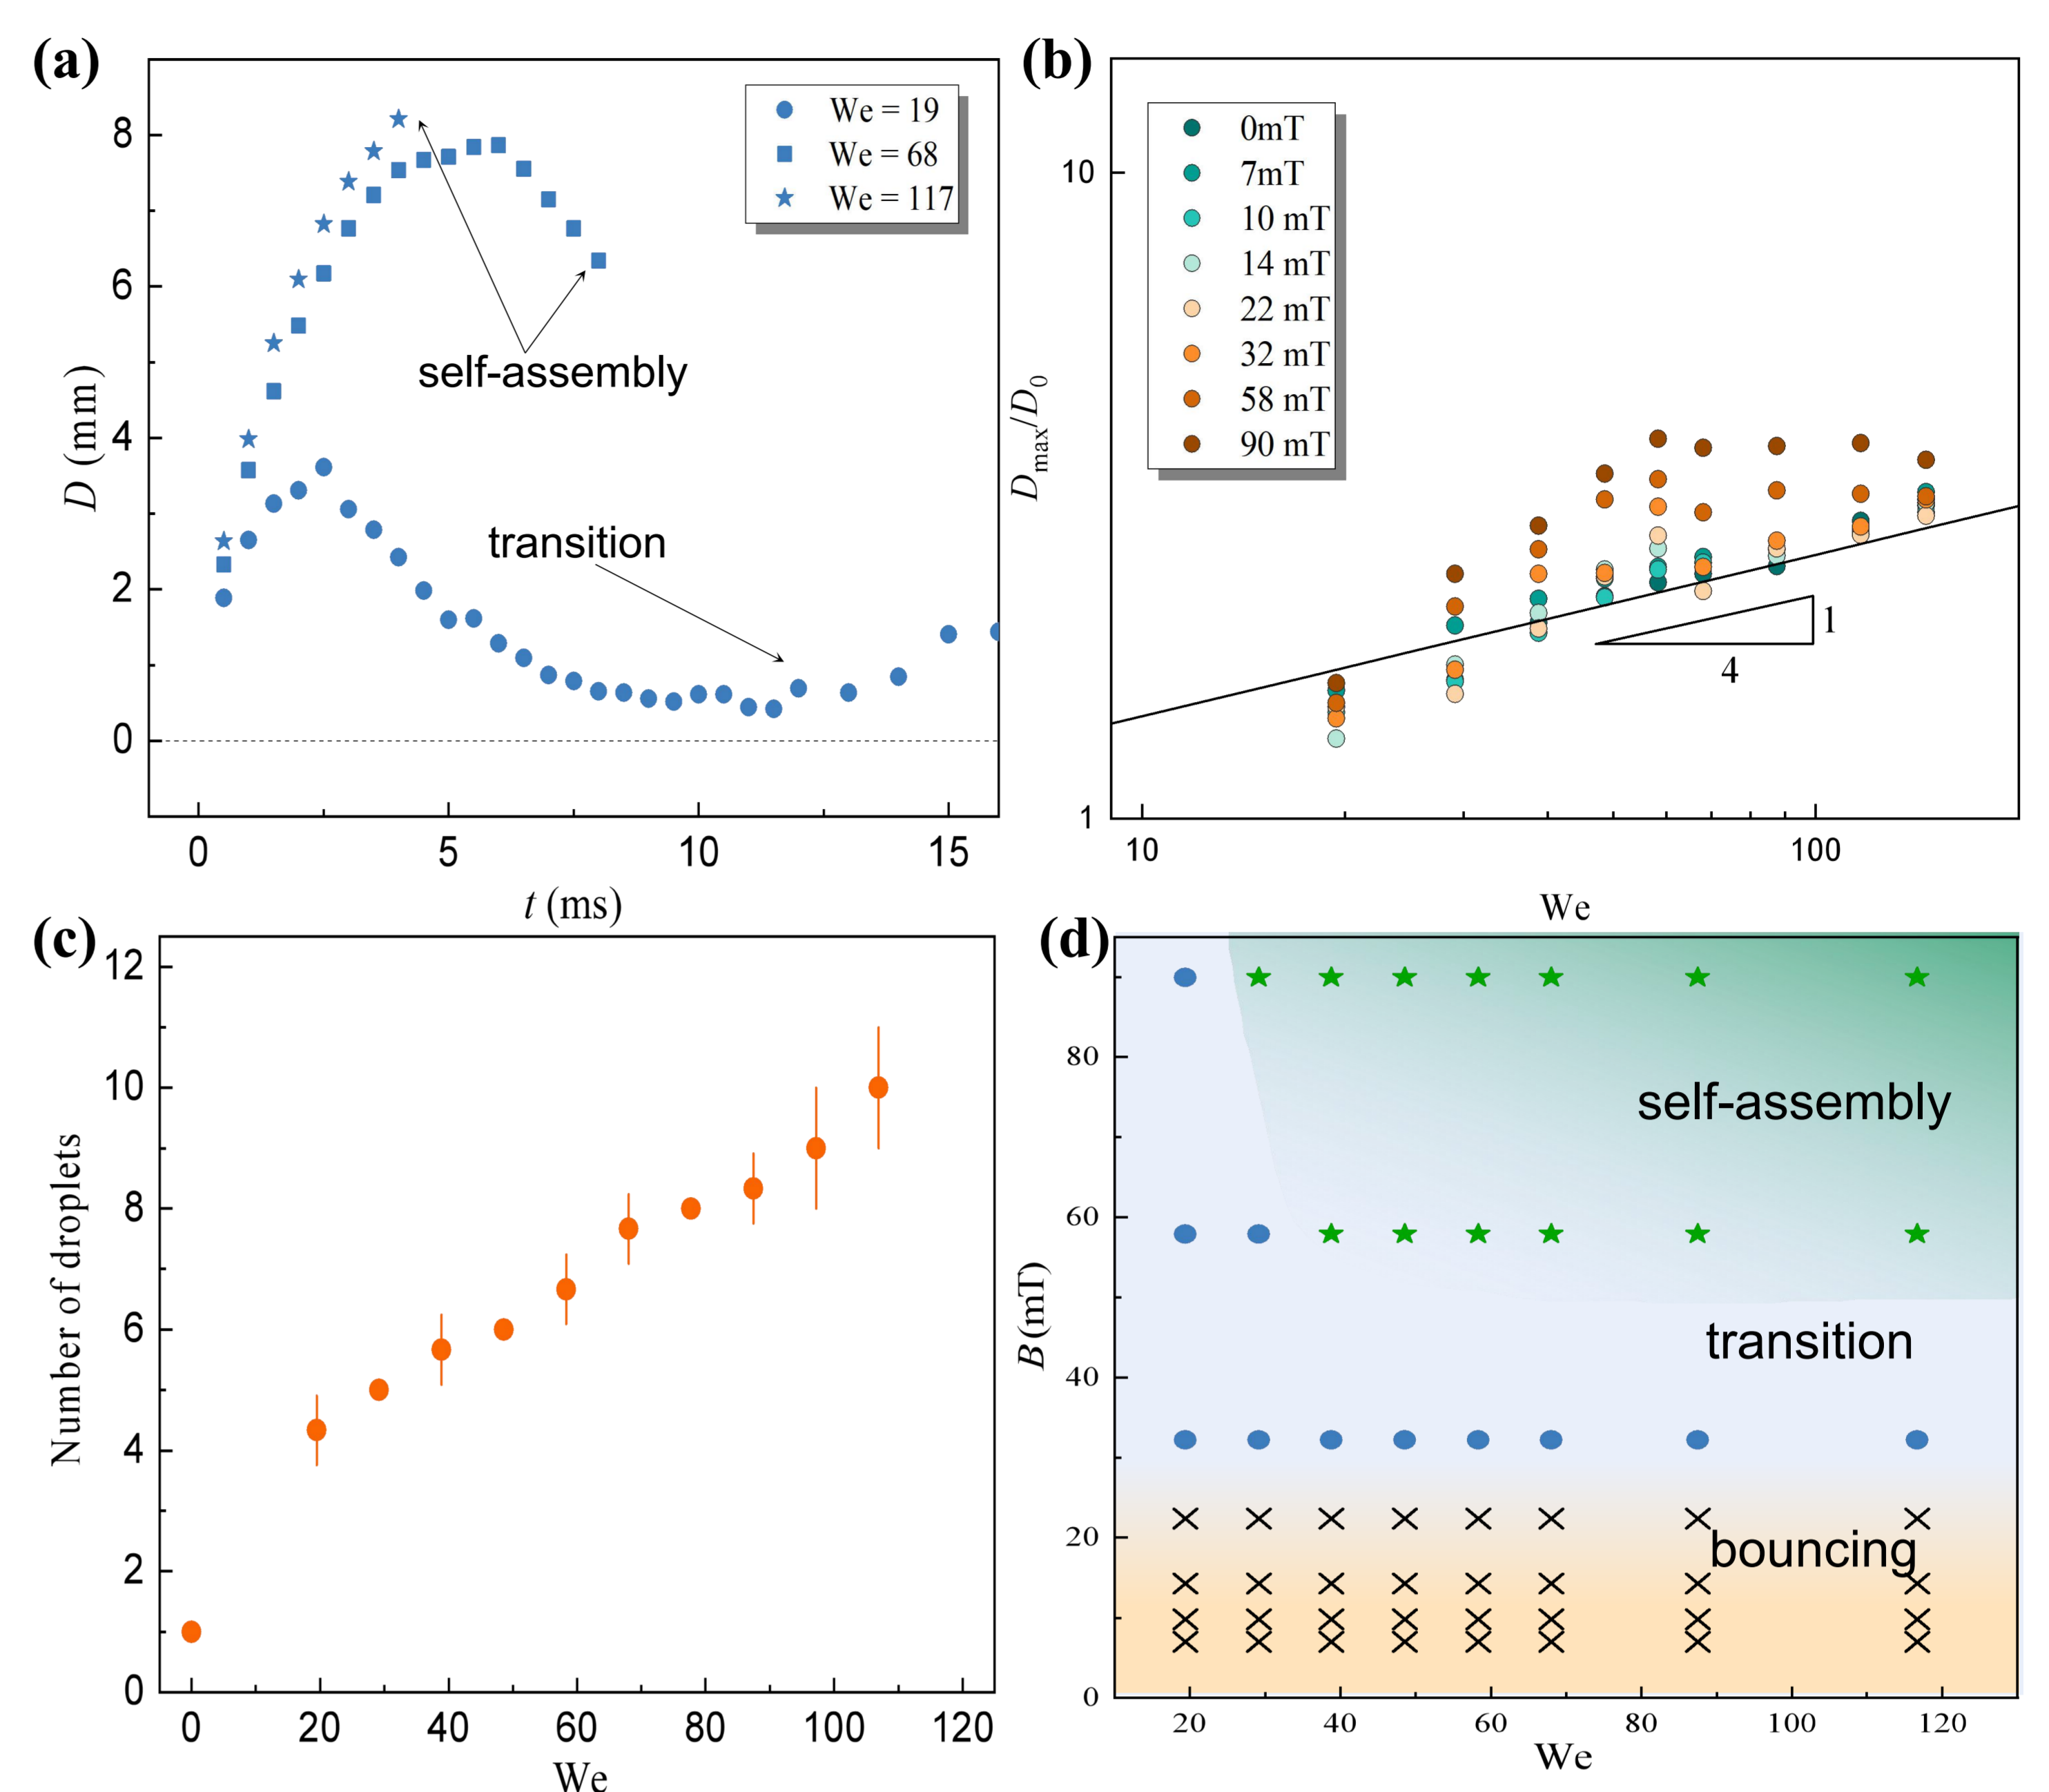 (a)
8
6
4
2
0
D (mm)
We = 19
We = 68
We = 117
self-assembly
transition
0 5 10 15
t (ms)
(b)
10
1
D_max/D_0
0mT
7mT
10 mT
14 mT
22 mT
32 mT
58 mT
90 mT
1
4
10 100
We
(c)
12
10
8
6
4
2
0
Number of droplets
0 20 40 60 80 100 120
We
(d)
80
60
40
20
0
B (mT)
self-assembly
transition
bouncing
20 40 60 80 100 120
We